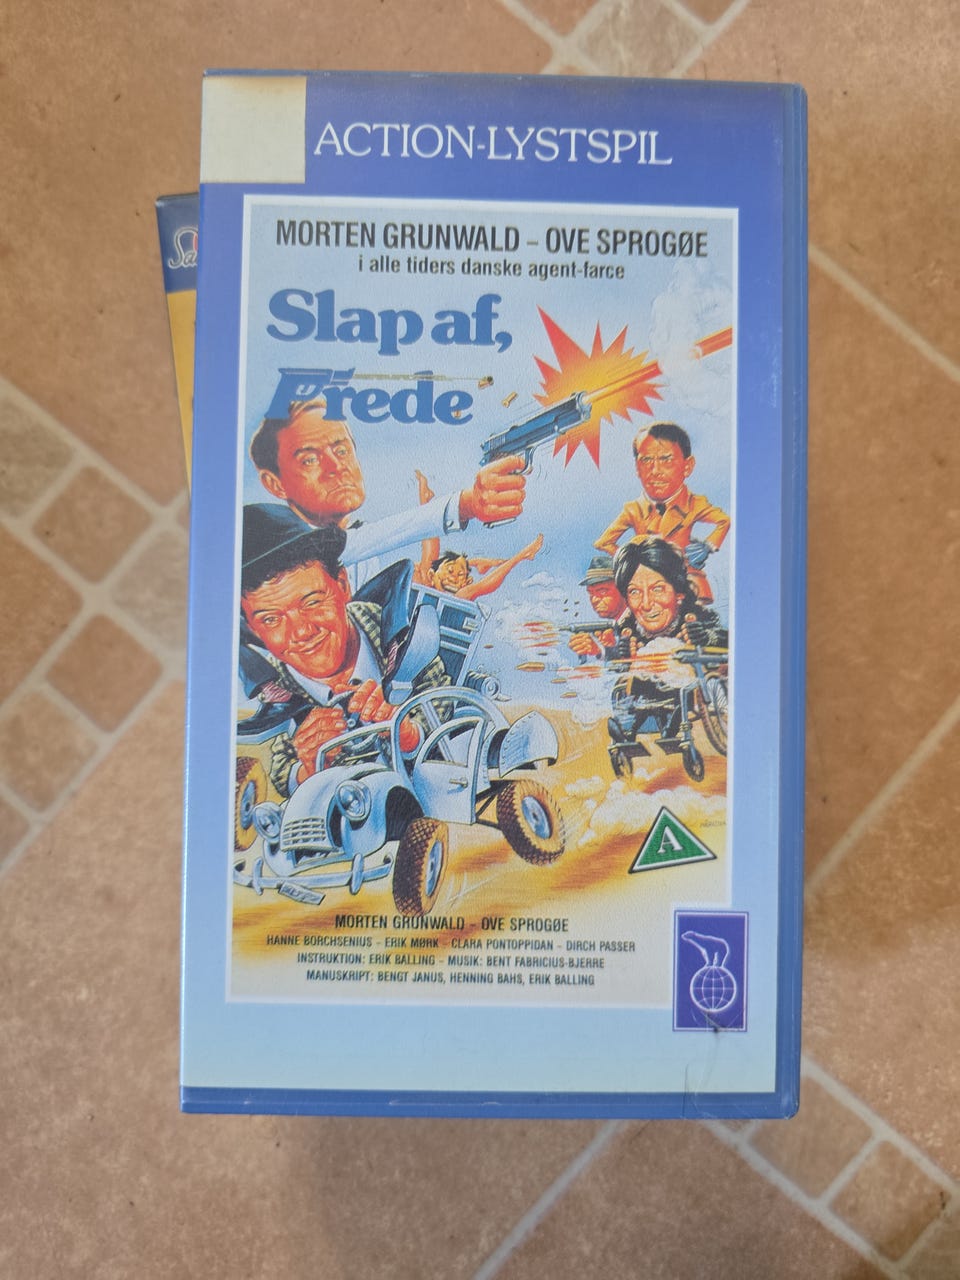 ACTION-LYSTSPIL
MORTEN GRUNWALD - OVE SPROGØE
i alle tiders danske agent-farce
Slap af,
Frede
A
MORTEN GRUNWALD - OVE SPROGØE
HANNE BORCHSENIUS - ERIK MØRK - CLARA PONTOPPIDAN - DIRCH PASSER
INSTRUKTION: ERIK BALLING - MUSIK: BENT FABRICIUS-BJERRE
MANUSKRIPT: BENGT JANUS, HENNING BAHS, ERIK BALLING